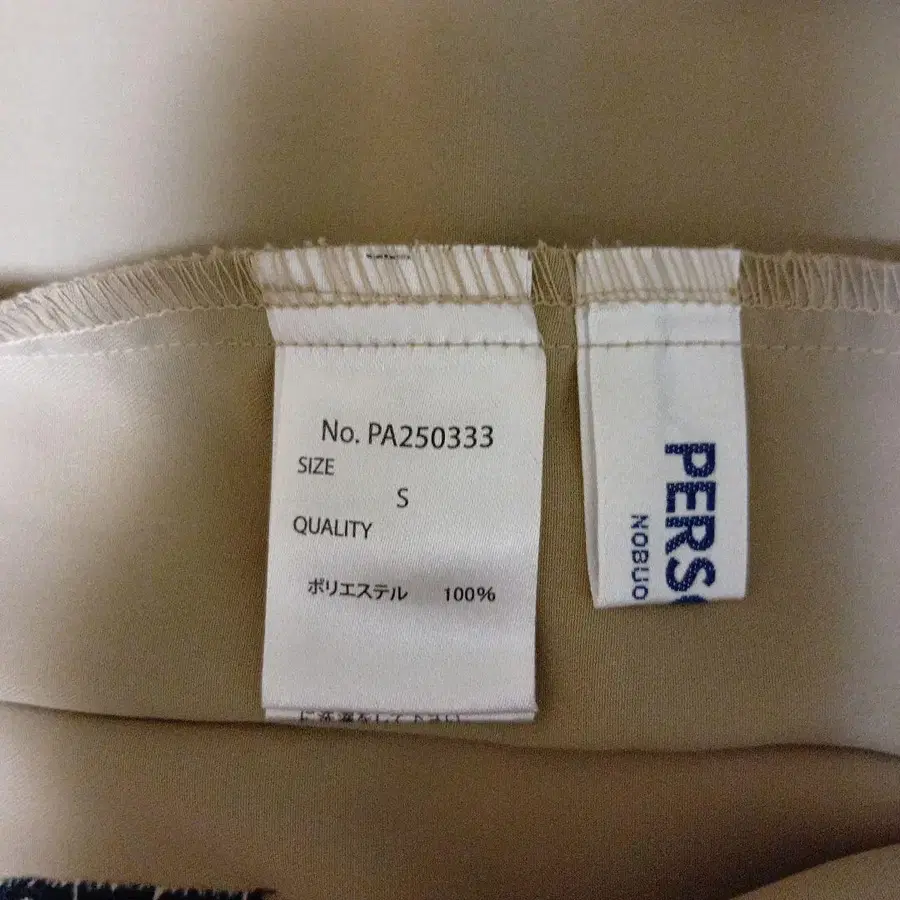 No. PA250333
SIZE
S
QUALITY
ポリエステル 100%
PERS
NOBUO